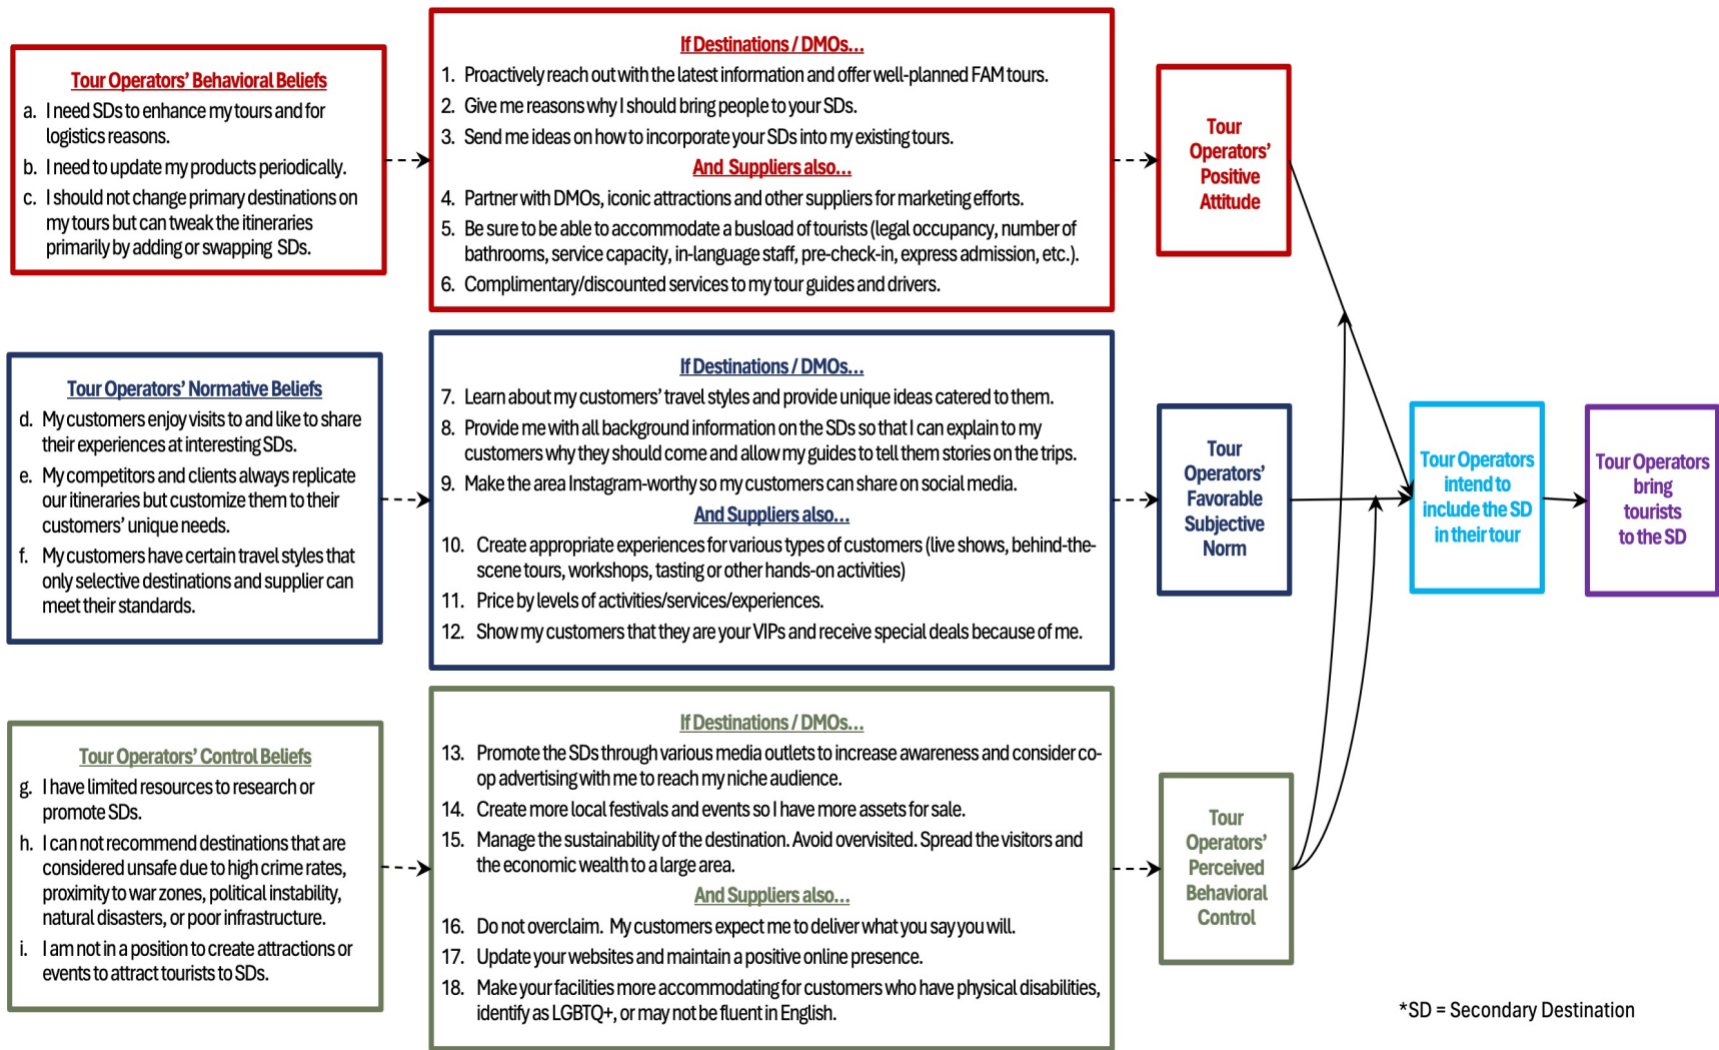 Tour Operators' Behavioral Beliefs
a. I need SDs to enhance my tours and for
logistics reasons.
b. I need to update my products periodically.
c. I should not change primary destinations on
my tours but can tweak the itineraries
primarily by adding or swapping SDs.
If Destinations / DMOs...
1. Proactively reach out with the latest information and offer well-planned FAM tours.
2. Give me reasons why I should bring people to your SDs.
3. Send me ideas on how to incorporate your SDs into my existing tours.
And Suppliers also...
4. Partner with DMOs, iconic attractions and other suppliers for marketing efforts.
5. Be sure to be able to accommodate a busload of tourists (legal occupancy, number of
bathrooms, service capacity, in-language staff, pre-check-in, express admission, etc.).
6. Complimentary/discounted services to my tour guides and drivers.
Tour
Operators'
Positive
Attitude
Tour Operators' Normative Beliefs
d. My customers enjoy visits to and like to share
their experiences at interesting SDs.
e. My competitors and clients always replicate
our itineraries but customize them to their
customers' unique needs.
f. My customers have certain travel styles that
only selective destinations and supplier can
meet their standards.
If Destinations / DMOs...
7. Learn about my customers' travel styles and provide unique ideas catered to them.
8. Provide me with all background information on the SDs so that I can explain to my
customers why they should come and allow my guides to tell them stories on the trips.
9. Make the area Instagram-worthy so my customers can share on social media.
And Suppliers also...
10. Create appropriate experiences for various types of customers (live shows, behind-the-
scene tours, workshops, tasting or other hands-on activities)
11. Price by levels of activities/services/experiences.
12. Show my customers that they are your VIPs and receive special deals because of me.
Tour
Operators'
Favorable
Subjective
Norm
Tour Operators
intend to
include the SD
in their tour
Tour Operators
bring
tourists
to the SD
Tour Operators' Control Beliefs
g. I have limited resources to research or
promote SDs.
h. I can not recommend destinations that are
considered unsafe due to high crime rates,
proximity to war zones, political instability,
natural disasters, or poor infrastructure.
i. I am not in a position to create attractions or
events to attract tourists to SDs.
If Destinations / DMOs...
13. Promote the SDs through various media outlets to increase awareness and consider co-
op advertising with me to reach my niche audience.
14. Create more local festivals and events so I have more assets for sale.
15. Manage the sustainability of the destination. Avoid overvisited. Spread the visitors and
the economic wealth to a large area.
And Suppliers also...
16. Do not overclaim. My customers expect me to deliver what you say you will.
17. Update your websites and maintain a positive online presence.
18. Make your facilities more accommodating for customers who have physical disabilities,
identify as LGBTQ+, or may not be fluent in English.
Tour
Operators'
Perceived
Behavioral
Control
*SD = Secondary Destination